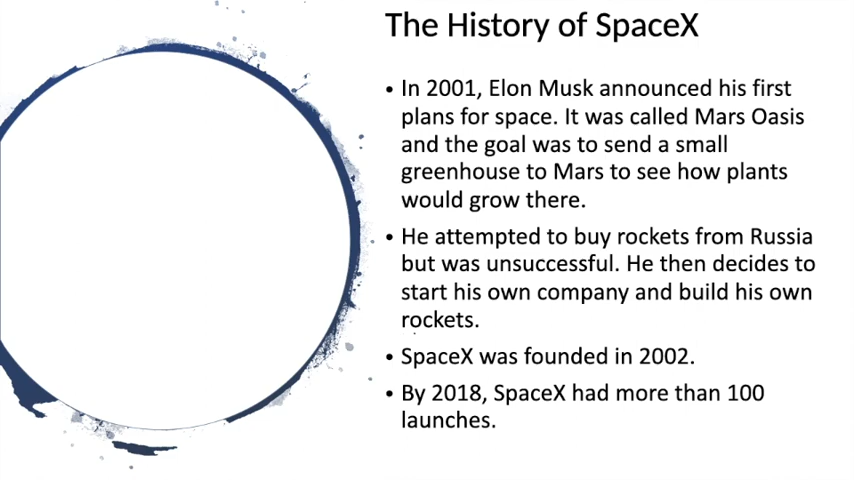 The History of SpaceX
• In 2001, Elon Musk announced his first
plans for space. It was called Mars Oasis
and the goal was to send a small
greenhouse to Mars to see how plants
would grow there.
• He attempted to buy rockets from Russia
but was unsuccessful. He then decides to
start his own company and build his own
rockets.
• SpaceX was founded in 2002.
• By 2018, SpaceX had more than 100
launches.